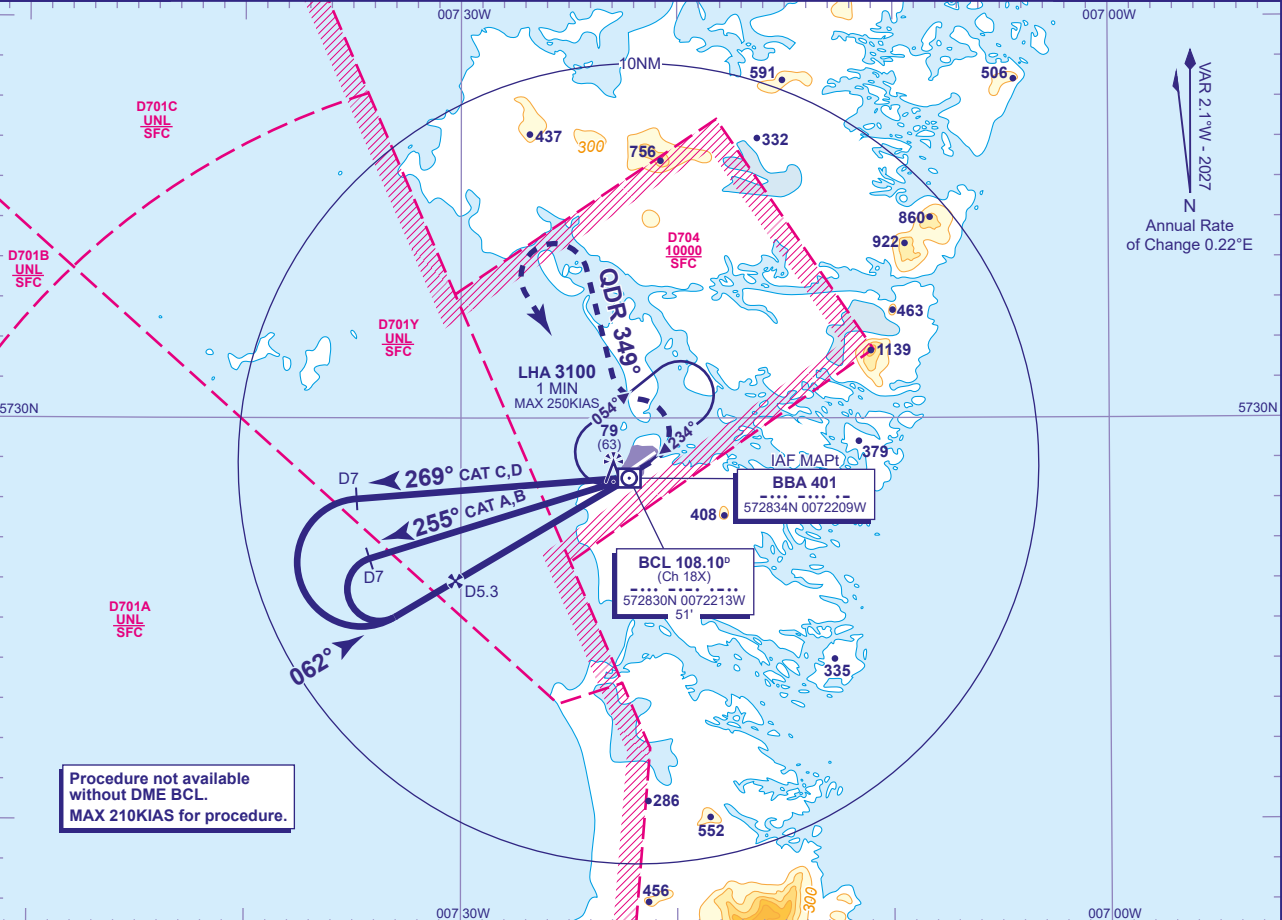 007 30W
007 00W
10NM
591
506
VAR 2.1°W - 2027
D701C
UNL
SFC
437
300
756
332
N
Annual Rate
of Change 0.22°E
860
922
D704
10000
SFC
D701B
UNL
SFC
QDR 349°
463
D701Y
UNL
SFC
1139
LHA 3100
1 MIN
MAX 250KIAS
054°
5730N
5730N
79
(63)
234°
379
IAF MAPt
BBA 401
572834N 0072209W
D7
269° CAT C,D
255° CAT A,B
408
D7
D5.3
BCL 108.10ᴰ
(Ch 18X)
572830N 0072213W
51'
D701A
UNL
SFC
062°
335
Procedure not available
without DME BCL.
MAX 210KIAS for procedure.
286
552
456
300
007 30W
007 00W